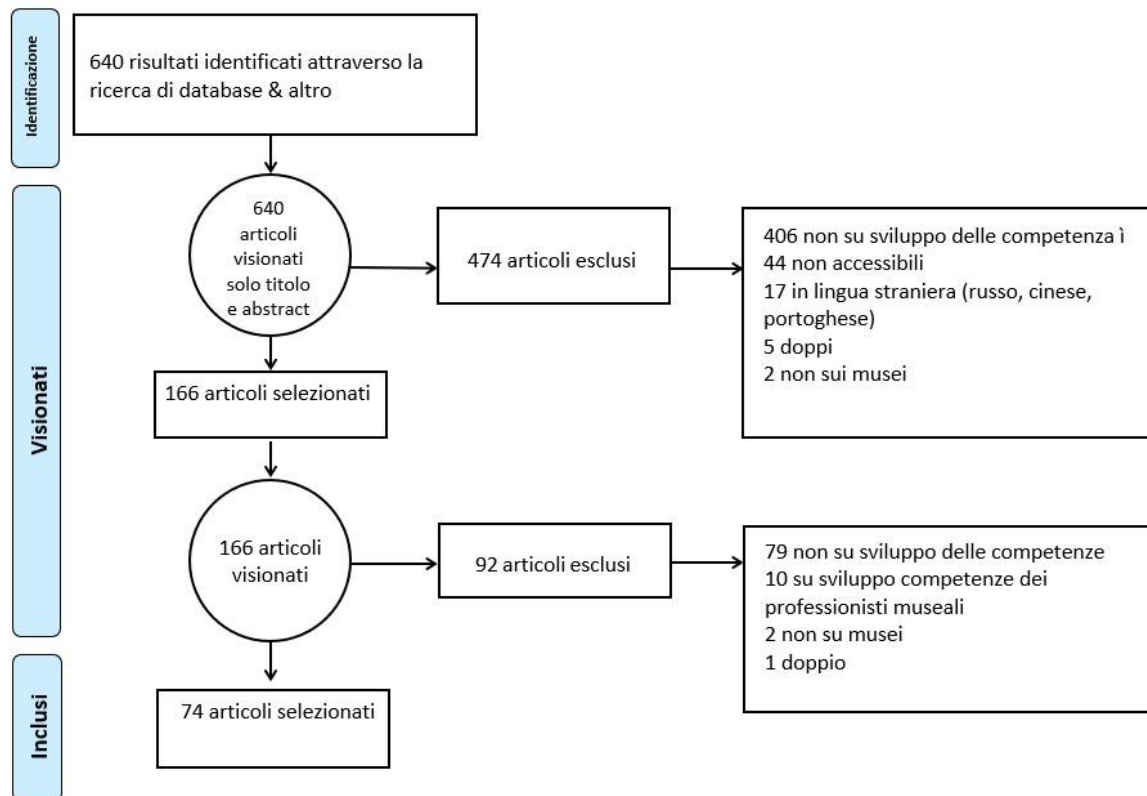 Identificazione
640 risultati identificati attraverso la
ricerca di database & altro
Visionati
640
articoli
visionati
solo titolo
e abstract
474 articoli esclusi
406 non su sviluppo delle competenza ì
44 non accessibili
17 in lingua straniera (russo, cinese,
portoghese)
5 doppi
2 non sui musei
166 articoli selezionati
166 articoli
visionati
92 articoli esclusi
79 non su sviluppo delle competenze
10 su sviluppo competenze dei
professionisti museali
2 non su musei
1 doppio
Inclusi
74 articoli selezionati